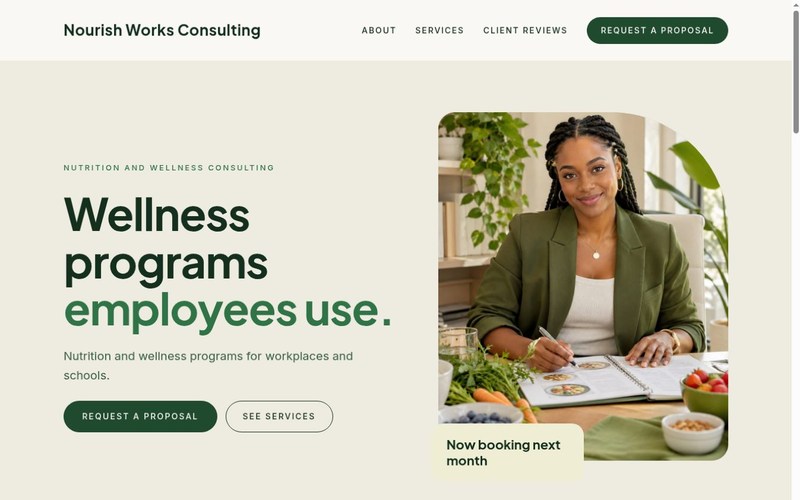 Nourish Works Consulting
ABOUT
SERVICES
CLIENT REVIEWS
REQUEST A PROPOSAL
NUTRITION AND WELLNESS CONSULTING
Wellness
programs
employees use.
Nutrition and wellness programs for workplaces and
schools.
REQUEST A PROPOSAL
SEE SERVICES
Now booking next
month